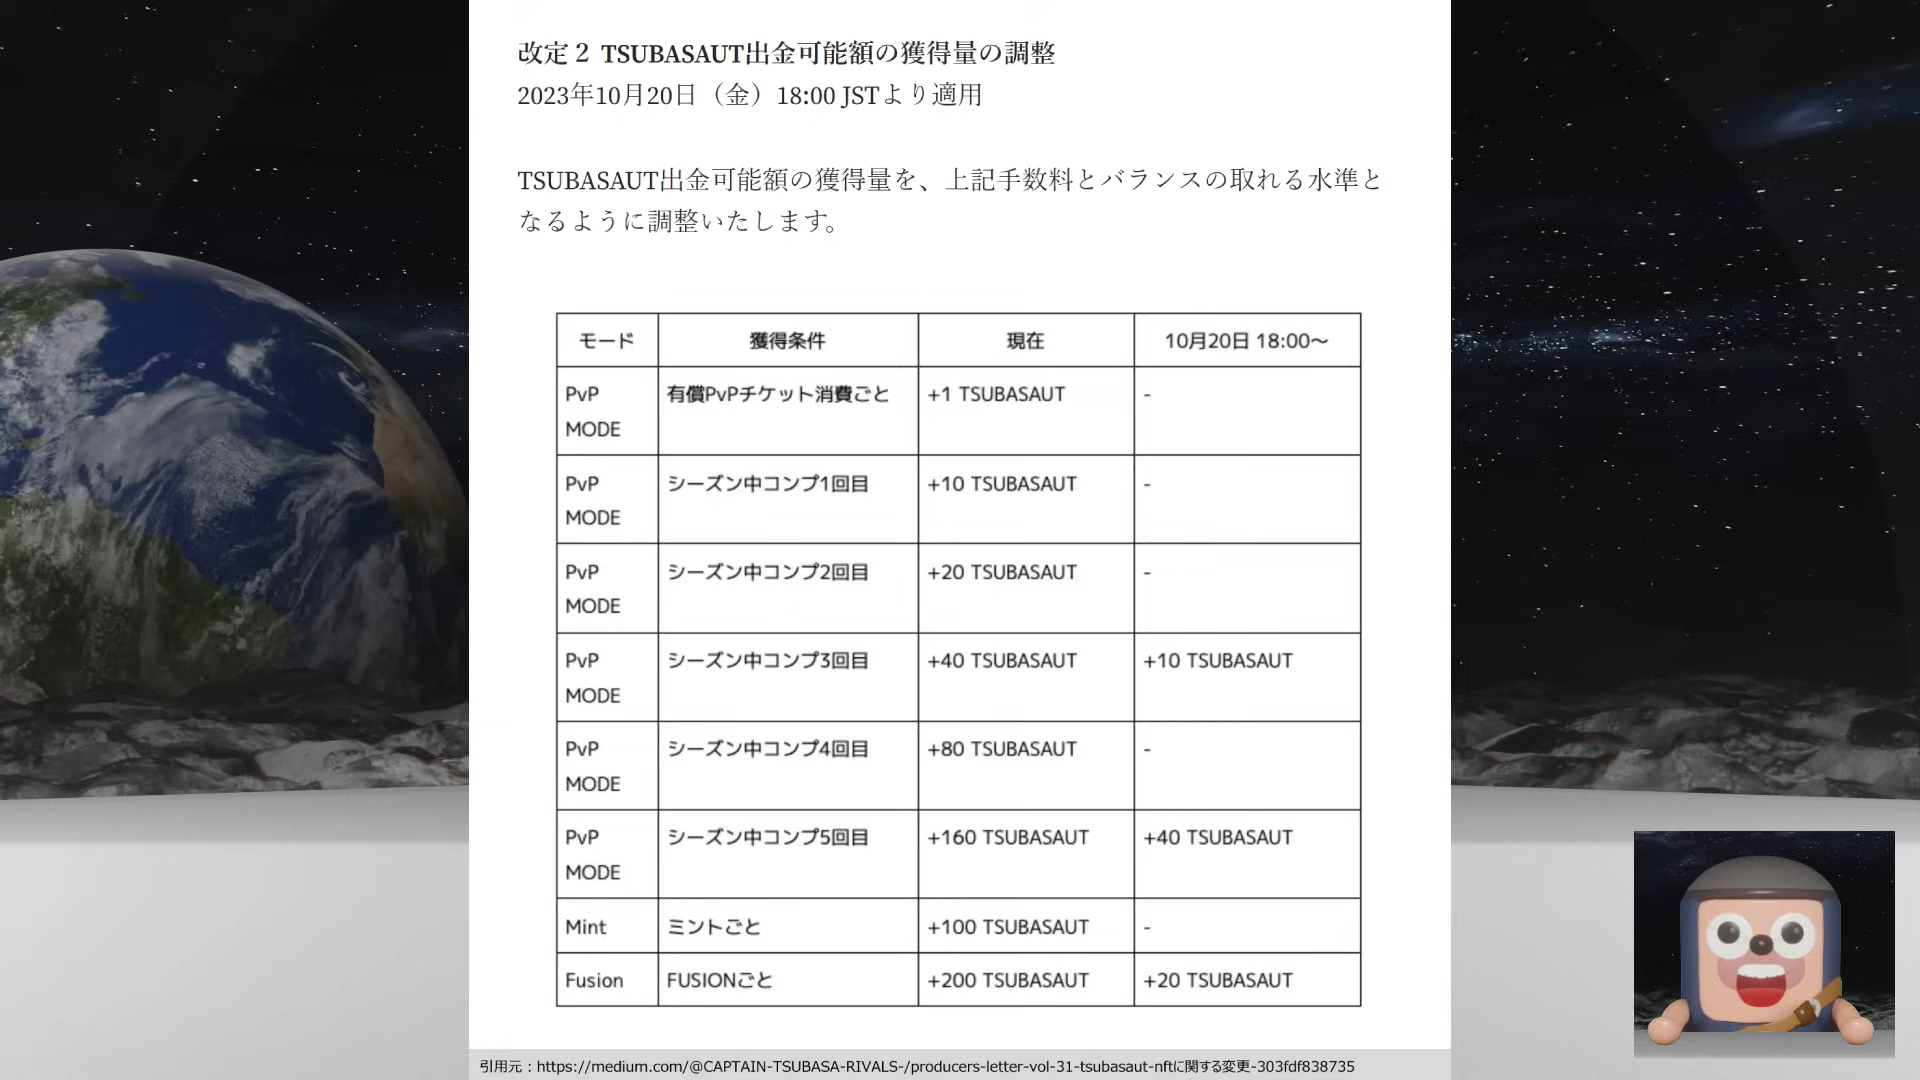 改定２ TSUBASAUT出金可能額の獲得量の調整
2023年10月20日（金）18:00 JSTより適用
TSUBASAUT出金可能額の獲得量を、上記手数料とバランスの取れる水準と
なるように調整いたします。
モード 獲得条件 現在 10月20日 18:00〜
PvP MODE 有償PvPチケット消費ごと +1 TSUBASAUT -
PvP MODE シーズン中コンプ1回目 +10 TSUBASAUT -
PvP MODE シーズン中コンプ2回目 +20 TSUBASAUT -
PvP MODE シーズン中コンプ3回目 +40 TSUBASAUT +10 TSUBASAUT
PvP MODE シーズン中コンプ4回目 +80 TSUBASAUT -
PvP MODE シーズン中コンプ5回目 +160 TSUBASAUT +40 TSUBASAUT
Mint ミントごと +100 TSUBASAUT -
Fusion FUSIONごと +200 TSUBASAUT +20 TSUBASAUT
引用元：https://medium.com/@CAPTAIN-TSUBASA-RIVALS-/producers-letter-vol-31-tsubasaut-nftに関する変更-303fdf838735